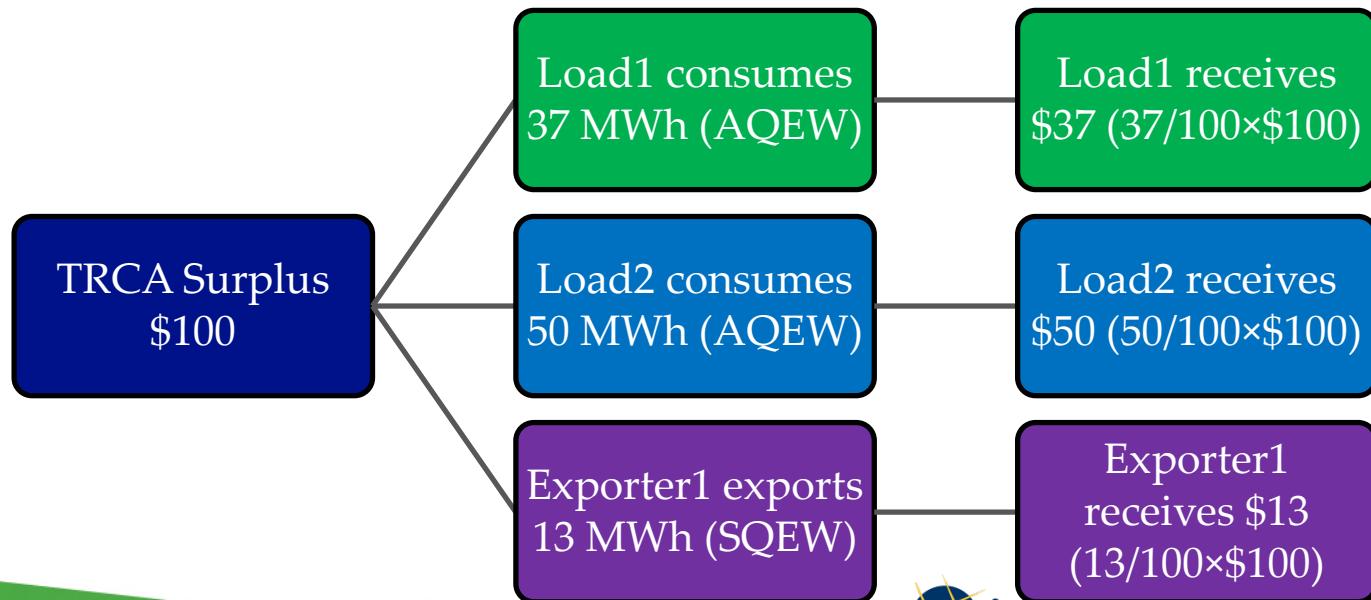 TRCA Surplus
$100
Load1 consumes
37 MWh (AQEW)
Load1 receives
$37 (37/100×$100)
Load2 consumes
50 MWh (AQEW)
Load2 receives
$50 (50/100×$100)
Exporter1 exports
13 MWh (SQEW)
Exporter1
receives $13
(13/100×$100)